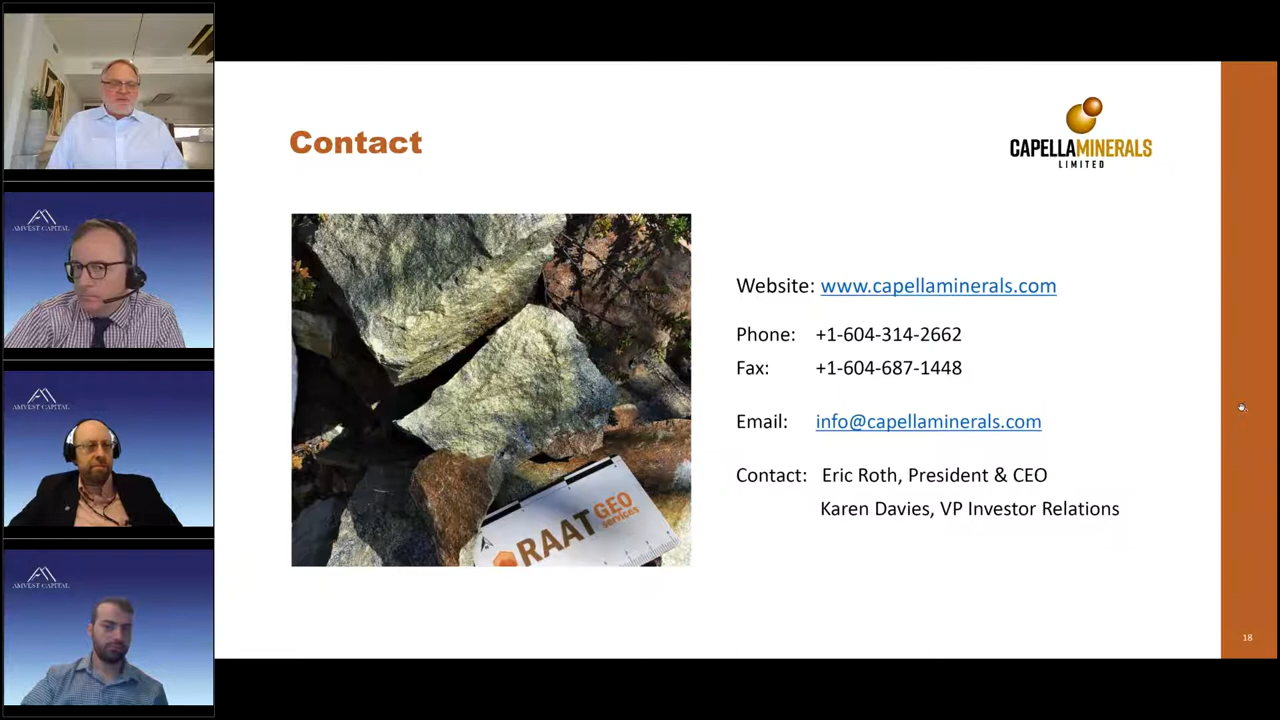 AMVEST CAPITAL
AMVEST CAPITAL
AMVEST CAPITAL
Contact
CAPELLAMINERALS
LIMITED
RAAT GEO
services
Website: www.capellaminerals.com
Phone: +1-604-314-2662
Fax: +1-604-687-1448
Email: info@capellaminerals.com
Contact: Eric Roth, President & CEO
Karen Davies, VP Investor Relations
18